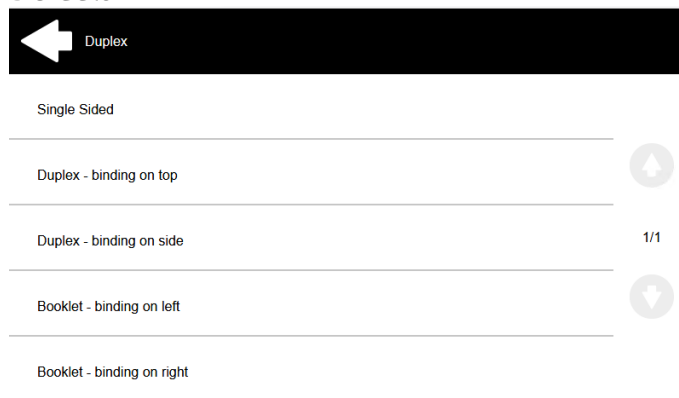 Duplex
Single Sided
Duplex - binding on top
Duplex - binding on side
1/1
Booklet - binding on left
Booklet - binding on right